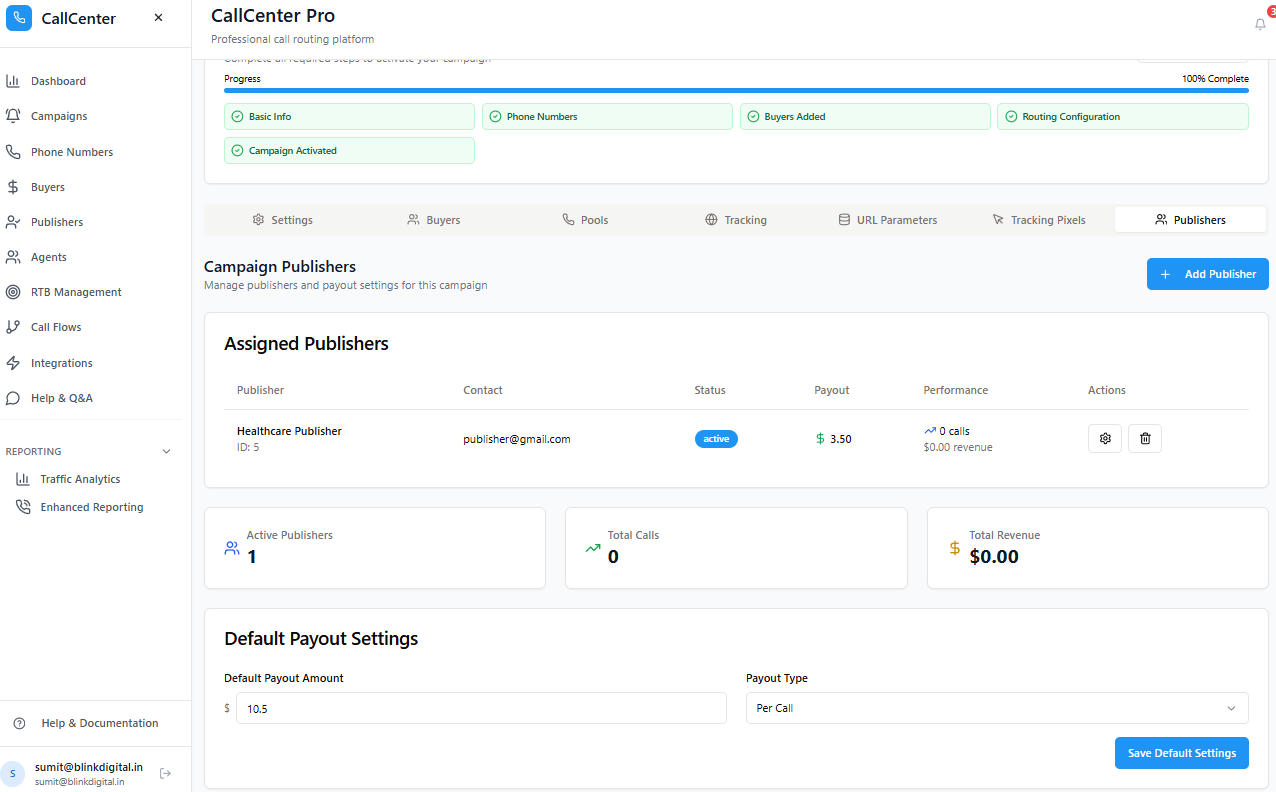 CallCenter
Dashboard
Campaigns
Phone Numbers
Buyers
Publishers
Agents
RTB Management
Call Flows
Integrations
Help & Q&A
REPORTING
Traffic Analytics
Enhanced Reporting
Help & Documentation
S
sumit@blinkdigital.in
sumit@blinkdigital.in
CallCenter Pro
Professional call routing platform
3
Complete all required steps to activate your campaign
Progress 100% Complete
Basic Info Phone Numbers Buyers Added Routing Configuration
Campaign Activated
Settings Buyers Pools Tracking URL Parameters Tracking Pixels Publishers
Campaign Publishers
Manage publishers and payout settings for this campaign
+ Add Publisher
Assigned Publishers
Publisher Contact Status Payout Performance Actions
Healthcare Publisher publisher@gmail.com active $ 3.50 0 calls
ID: 5 $0.00 revenue
Active Publishers Total Calls Total Revenue
1 0 $ $0.00
Default Payout Settings
Default Payout Amount Payout Type
$ 10.5 Per Call
Save Default Settings